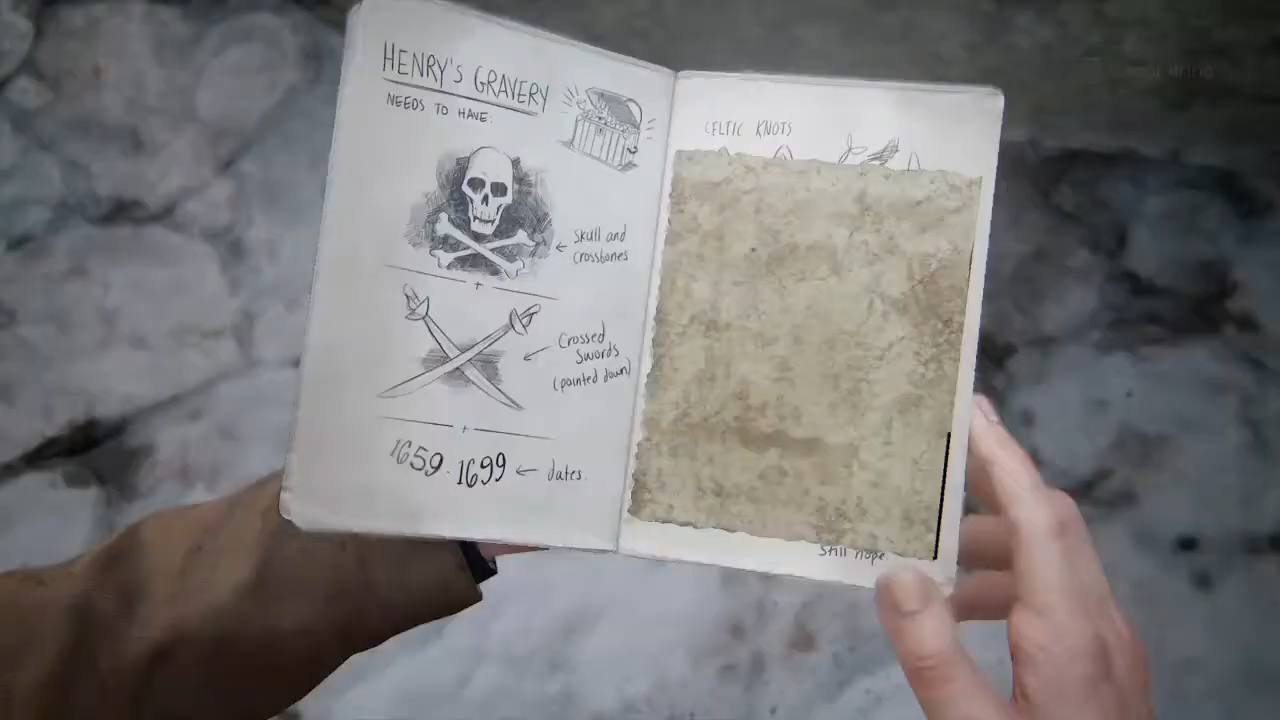 HENRY'S GRAVERY
NEEDS TO HAVE:
Skull and
crossbones
+
Crossed
Swords
(pointed down)
+
1659 - 1699 ← dates.
CELTIC KNOTS
Still nope